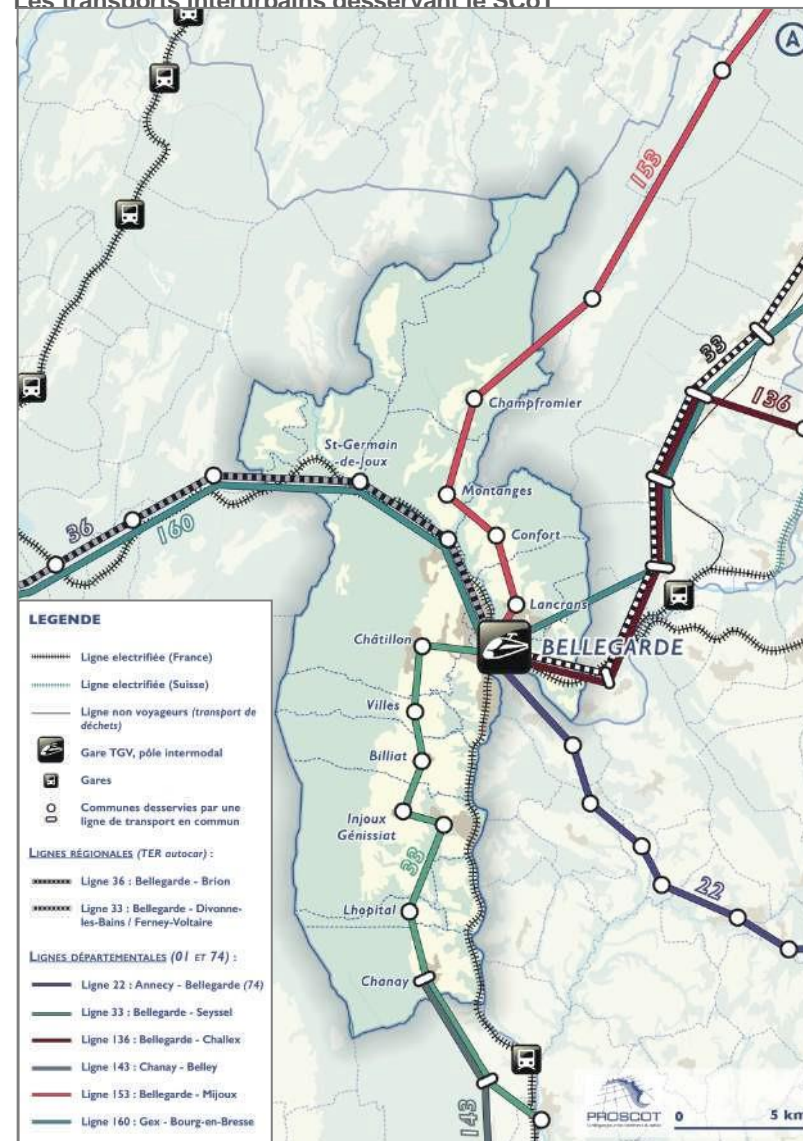 Les transports interurbains desservant le SCoT
A
153
33
136
Champfromier
St-Germain
-de-Joux
Montanges
36
160
Confort
Lancrans
BELLEGARDE
Châtillon
Villes
Billiat
Injoux
Génissiat
33
22
Lhopital
Chanay
143
LEGENDE
Ligne electrifiée (France)
Ligne electrifiée (Suisse)
Ligne non voyageurs (transport de
déchets)
Gare TGV, pôle intermodal
Gares
Communes desservies par une
ligne de transport en commun
LIGNES RÉGIONALES (TER autocar) :
Ligne 36 : Bellegarde - Brion
Ligne 33 : Bellegarde - Divonne-
les-Bains / Ferney-Voltaire
LIGNES DÉPARTEMENTALES (01 ET 74) :
Ligne 22 : Annecy - Bellegarde (74)
Ligne 33 : Bellegarde - Seyssel
Ligne 136 : Bellegarde - Challex
Ligne 143 : Chanay - Belley
Ligne 153 : Bellegarde - Mijoux
Ligne 160 : Gex - Bourg-en-Bresse
PROSCOT
0 5 km